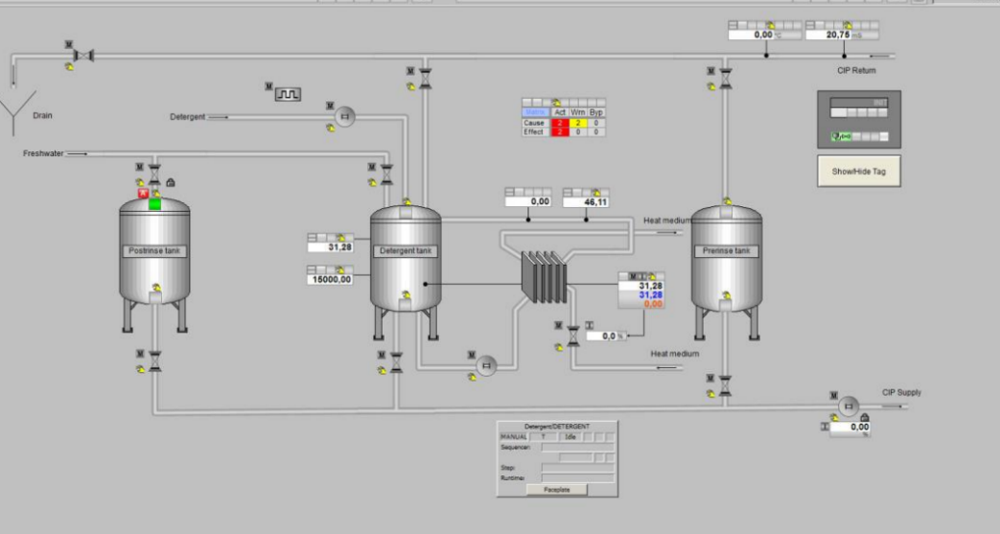 0,00 °C
20,75 mS
CIP Return
M
M
M
INIT
M
M
Drain
Detergent
Matrix Act Wrn Byp
Cause 2 2 0
Effect 2 0 0
Freshwater
M
M
Show/Hide Tag
0,00
46,11
Heat medium
Postrinse tank
31,28
Detergent tank
Prerinse tank
15000,00
M I
31,28
31,28
0,00
M
I
0,0 %
Heat medium
M
M
M
M
M
CIP Supply
I
0,00
%
Detergent/DETERGENT
MANUAL T Idle
Sequencer:
Step:
Runtime:
Faceplate